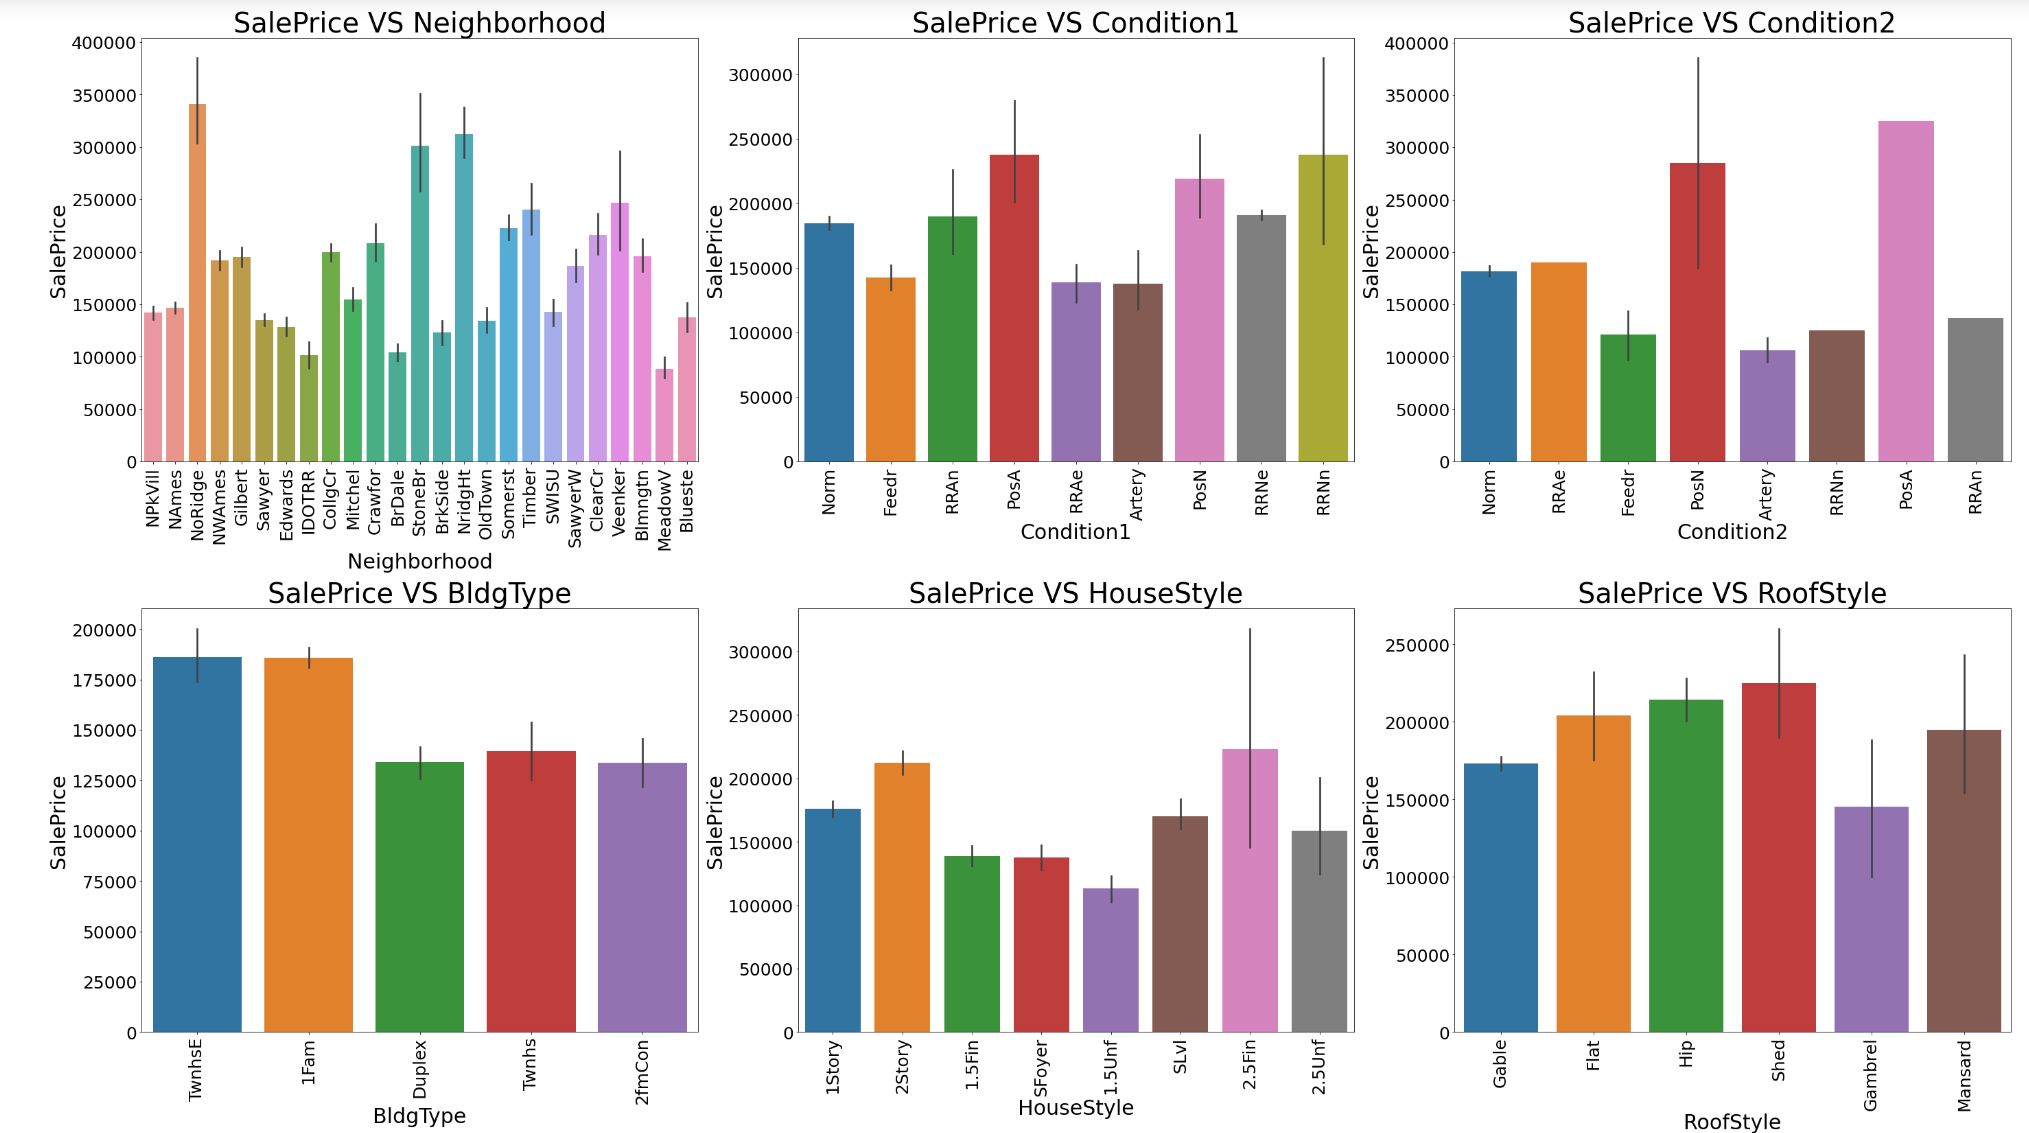 SalePrice VS Neighborhood
400000
350000
300000
250000
200000
150000
100000
50000
0
SalePrice
NPkVill
NAmes
NoRidge
NWAmes
Gilbert
Sawyer
Edwards
IDOTRR
CollgCr
Mitchel
Crawfor
BrDale
StoneBr
BrkSide
NridgHt
OldTown
Somerst
Timber
SWISU
SawyerW
ClearCr
Veenker
Blmngtn
MeadowV
Blueste
Neighborhood
SalePrice VS Condition1
300000
250000
200000
150000
100000
50000
0
SalePrice
Norm
Feedr
RRAn
PosA
RRAe
Artery
PosN
RRNe
RRNn
Condition1
SalePrice VS Condition2
400000
350000
300000
250000
200000
150000
100000
50000
0
SalePrice
Norm
RRAe
Feedr
PosN
Artery
RRNn
PosA
RRAn
Condition2
SalePrice VS BldgType
200000
175000
150000
125000
100000
75000
50000
25000
0
SalePrice
TwnhsE
1Fam
Duplex
Twnhs
2fmCon
BldgType
SalePrice VS HouseStyle
300000
250000
200000
150000
100000
50000
0
SalePrice
1Story
2Story
1.5Fin
SFoyer
1.5Unf
SLvl
2.5Fin
2.5Unf
HouseStyle
SalePrice VS RoofStyle
250000
200000
150000
100000
50000
0
SalePrice
Gable
Flat
Hip
Shed
Gambrel
Mansard
RoofStyle